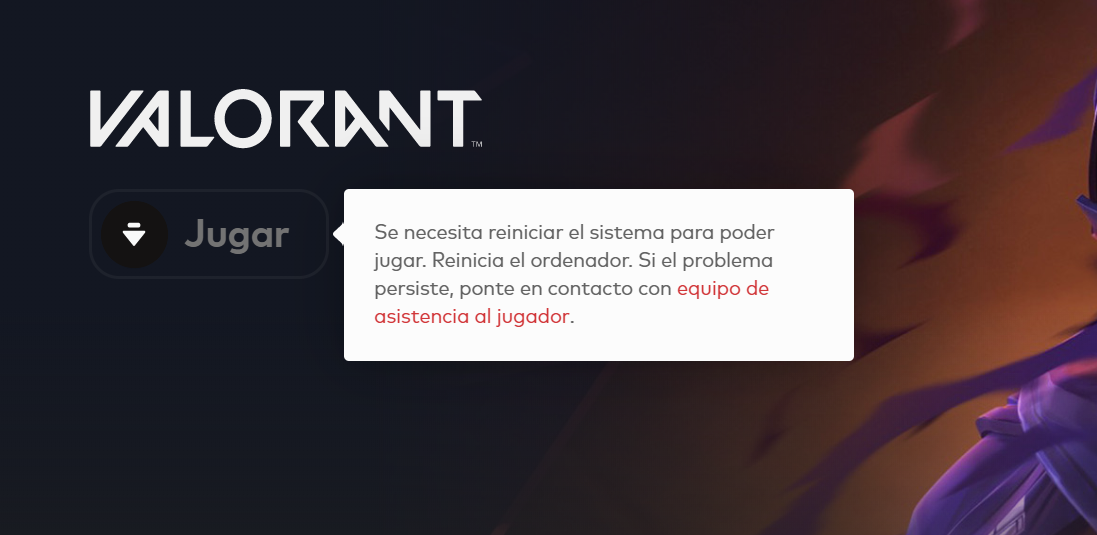 VALORANT™
Jugar
Se necesita reiniciar el sistema para poder
jugar. Reinicia el ordenador. Si el problema
persiste, ponte en contacto con equipo de
asistencia al jugador.